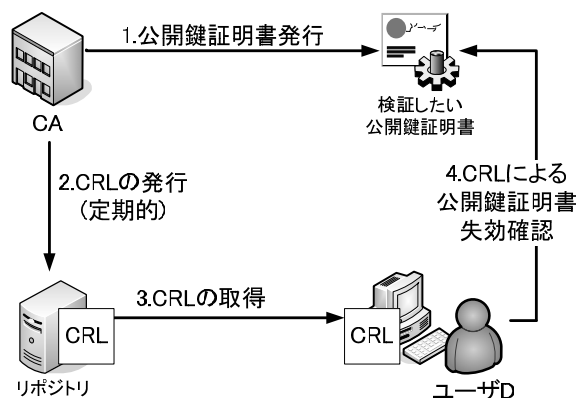 1.公開鍵証明書発行
CA
検証したい
公開鍵証明書
2.CRLの発行
(定期的)
4.CRLによる
公開鍵証明書
失効確認
3.CRLの取得
CRL
CRL
リポジトリ
ユーザD